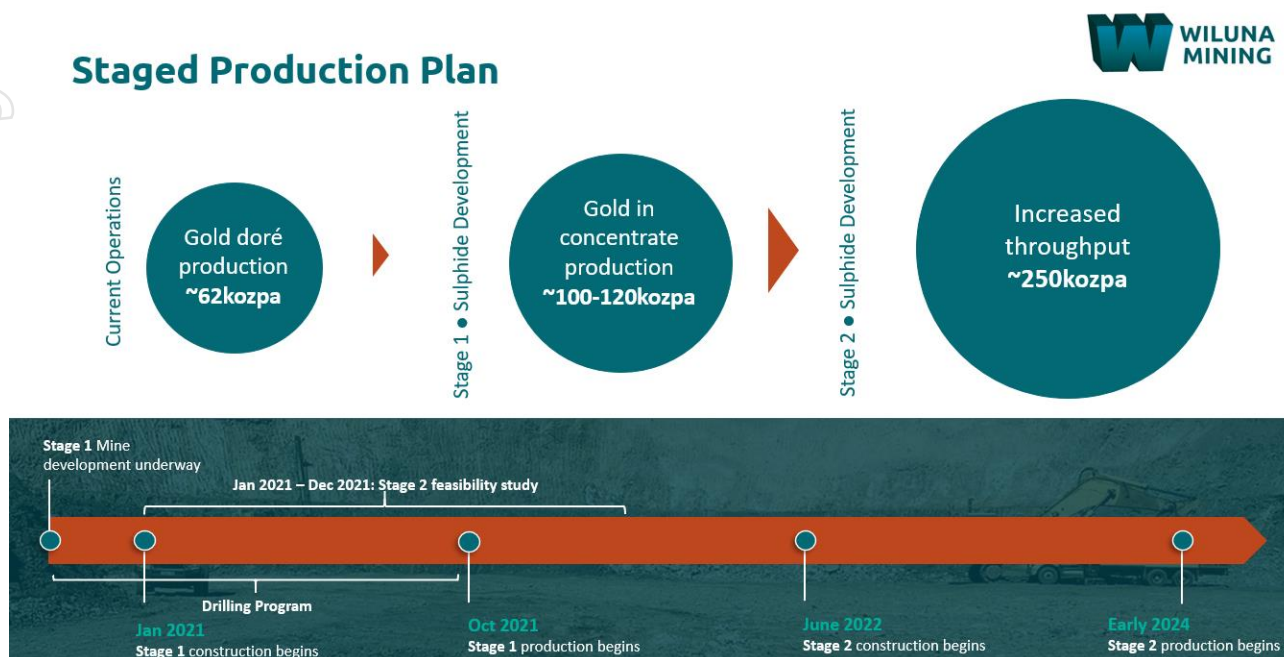 Staged Production Plan
WILUNA
MINING
Current Operations
Gold doré
production
~62kozpa
Stage 1 ● Sulphide Development
Gold in
concentrate
production
~100-120kozpa
Stage 2 ● Sulphide Development
Increased
throughput
~250kozpa
Stage 1 Mine
development underway
Jan 2021 – Dec 2021: Stage 2 feasibility study
Drilling Program
Jan 2021
Stage 1 construction begins
Oct 2021
Stage 1 production begins
June 2022
Stage 2 construction begins
Early 2024
Stage 2 production begins